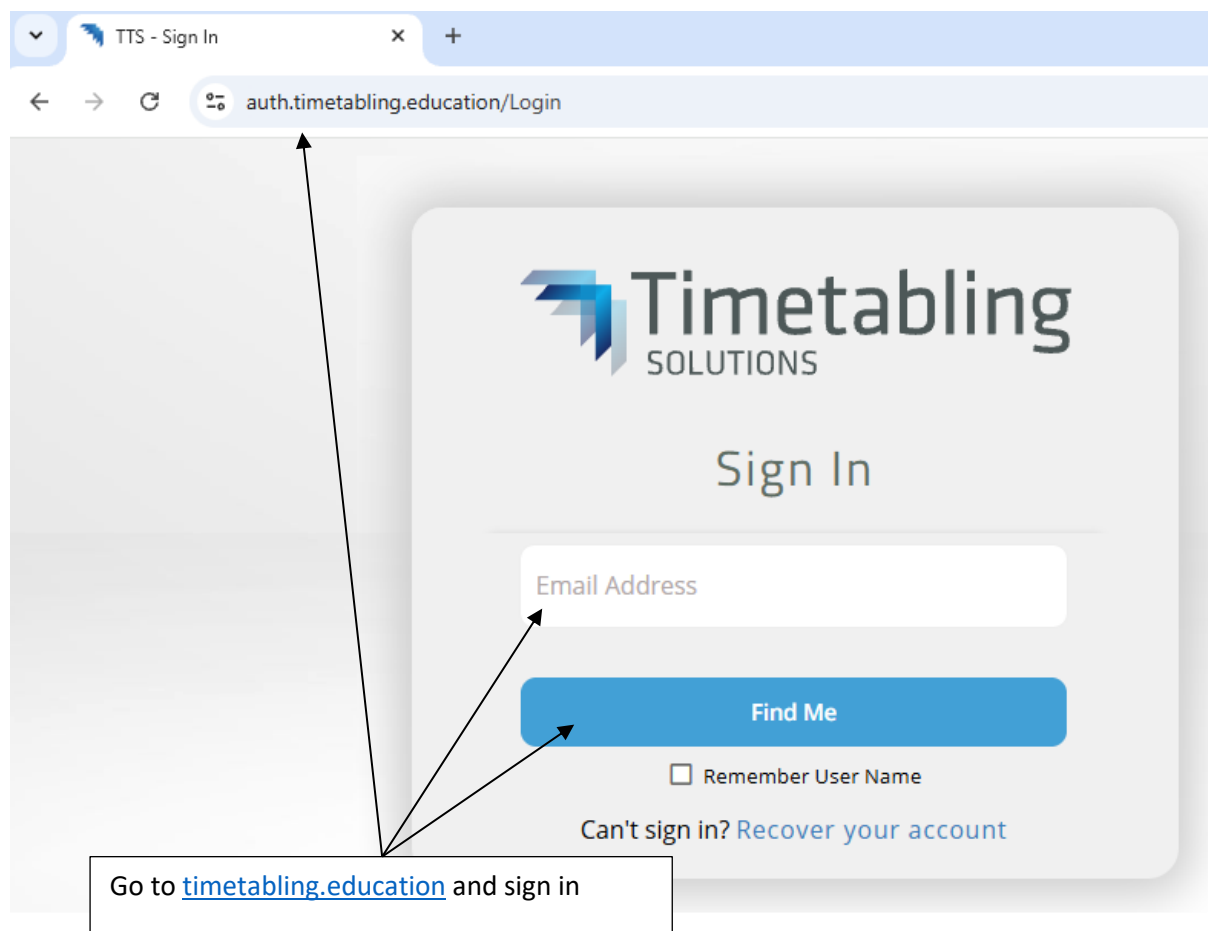 TTS - Sign In
auth.timetabling.education/Login
Timetabling
SOLUTIONS
Sign In
Email Address
Find Me
Remember User Name
Can't sign in? Recover your account
Go to timetabling.education and sign in